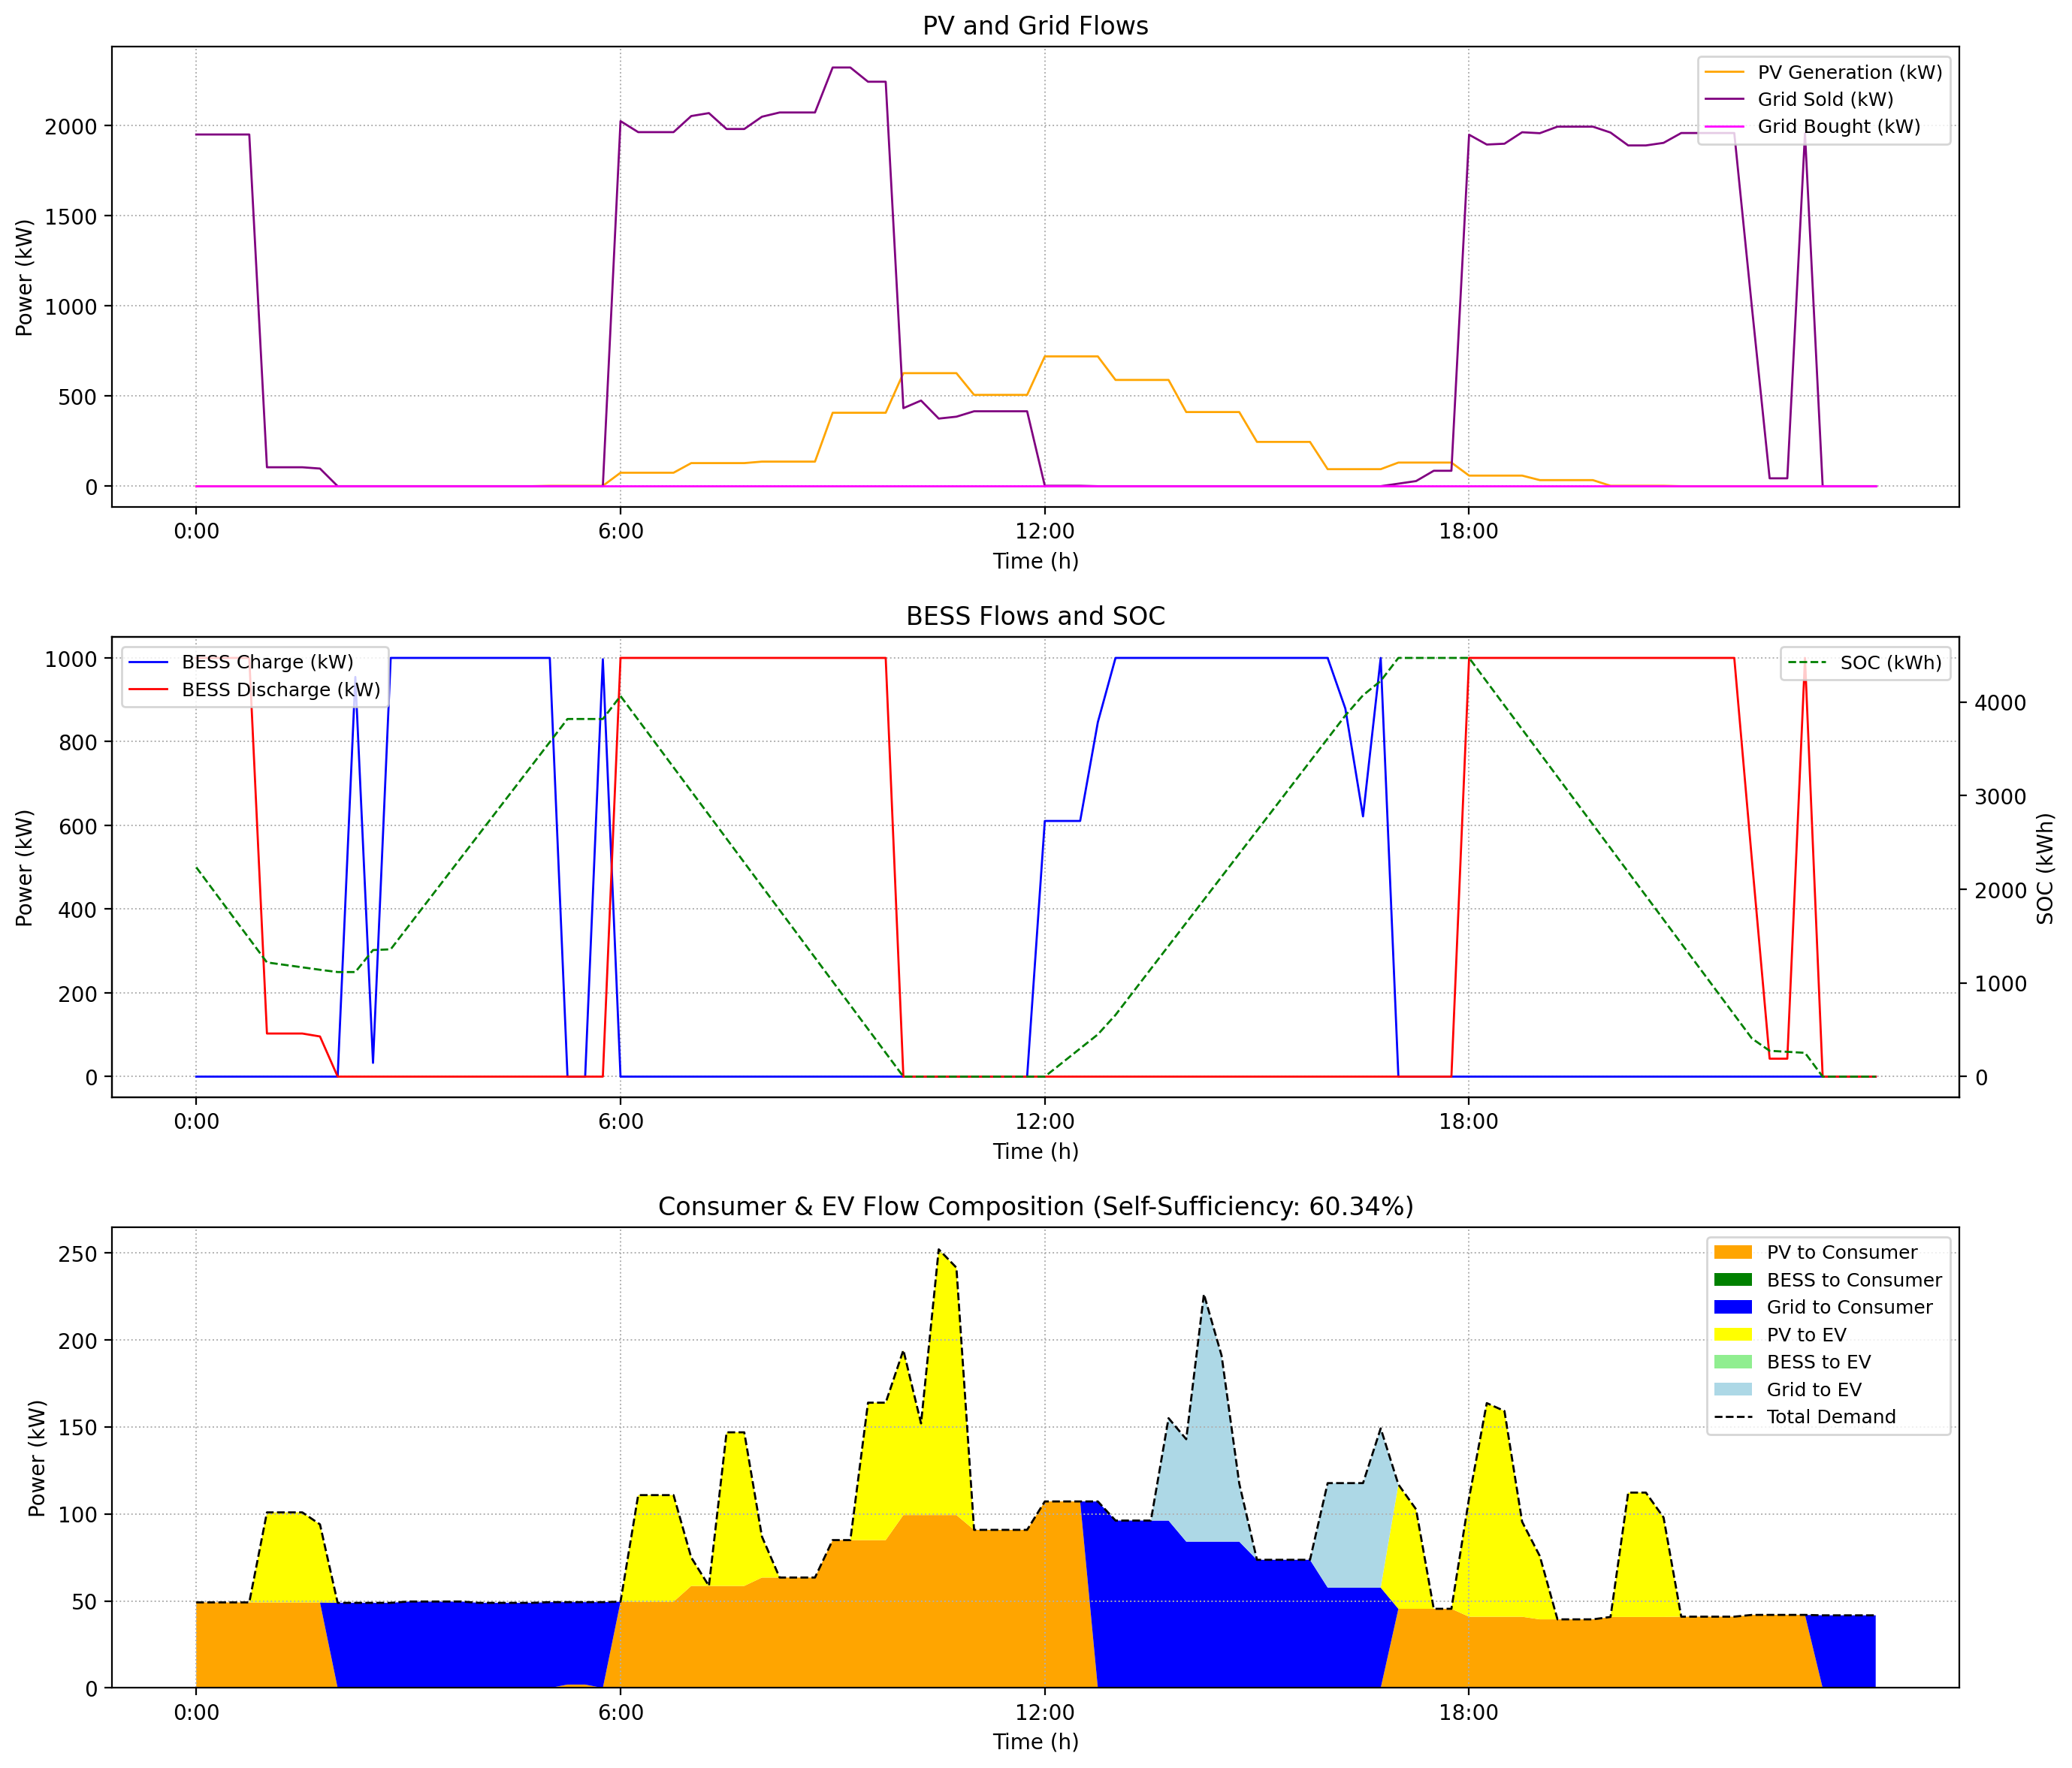 PV and Grid Flows
PV Generation (kW)
Grid Sold (kW)
Grid Bought (kW)
Power (kW)
2000
1500
1000
500
0
0:00 6:00 12:00 18:00
Time (h)
BESS Flows and SOC
BESS Charge (kW)
BESS Discharge (kW)
SOC (kWh)
Power (kW)
1000
800
600
400
200
0
4000
3000
2000
1000
0
SOC (kWh)
0:00 6:00 12:00 18:00
Time (h)
Consumer & EV Flow Composition (Self-Sufficiency: 60.34%)
PV to Consumer
BESS to Consumer
Grid to Consumer
PV to EV
BESS to EV
Grid to EV
Total Demand
Power (kW)
250
200
150
100
50
0
0:00 6:00 12:00 18:00
Time (h)